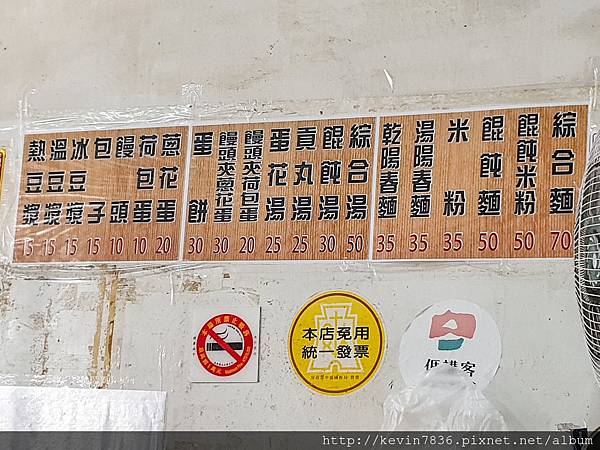 熱豆漿 15
溫豆漿 15
冰豆漿 15
包子 15
饅頭 10
荷包蛋 10
蔥花蛋 20
蛋餅 30
饅頭夾蔥花蛋 30
饅頭夾荷包蛋 20
蛋花湯 25
貢丸湯 25
餛飩湯 30
綜合湯 50
乾陽春麵 35
湯陽春麵 35
米粉 35
餛飩麵 50
餛飩米粉 50
綜合麵 70
本店免用
統一發票
http://kevin7836.pixnet.net/album